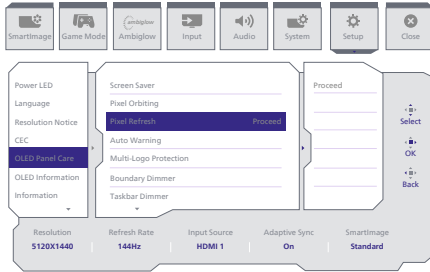 SmartImage
Game Mode
ambiglow
Ambiglow
Input
Audio
System
Setup
Close
Power LED
Language
Resolution Notice
CEC
OLED Panel Care
OLED Information
Information
Screen Saver
Pixel Orbiting
Pixel Refresh
Proceed
Auto Warning
Multi-Logo Protection
Boundary Dimmer
Taskbar Dimmer
Proceed
Select
OK
Back
Resolution
Refresh Rate
Input Source
Adaptive Sync
SmartImage
5120X1440
144Hz
HDMI 1
On
Standard